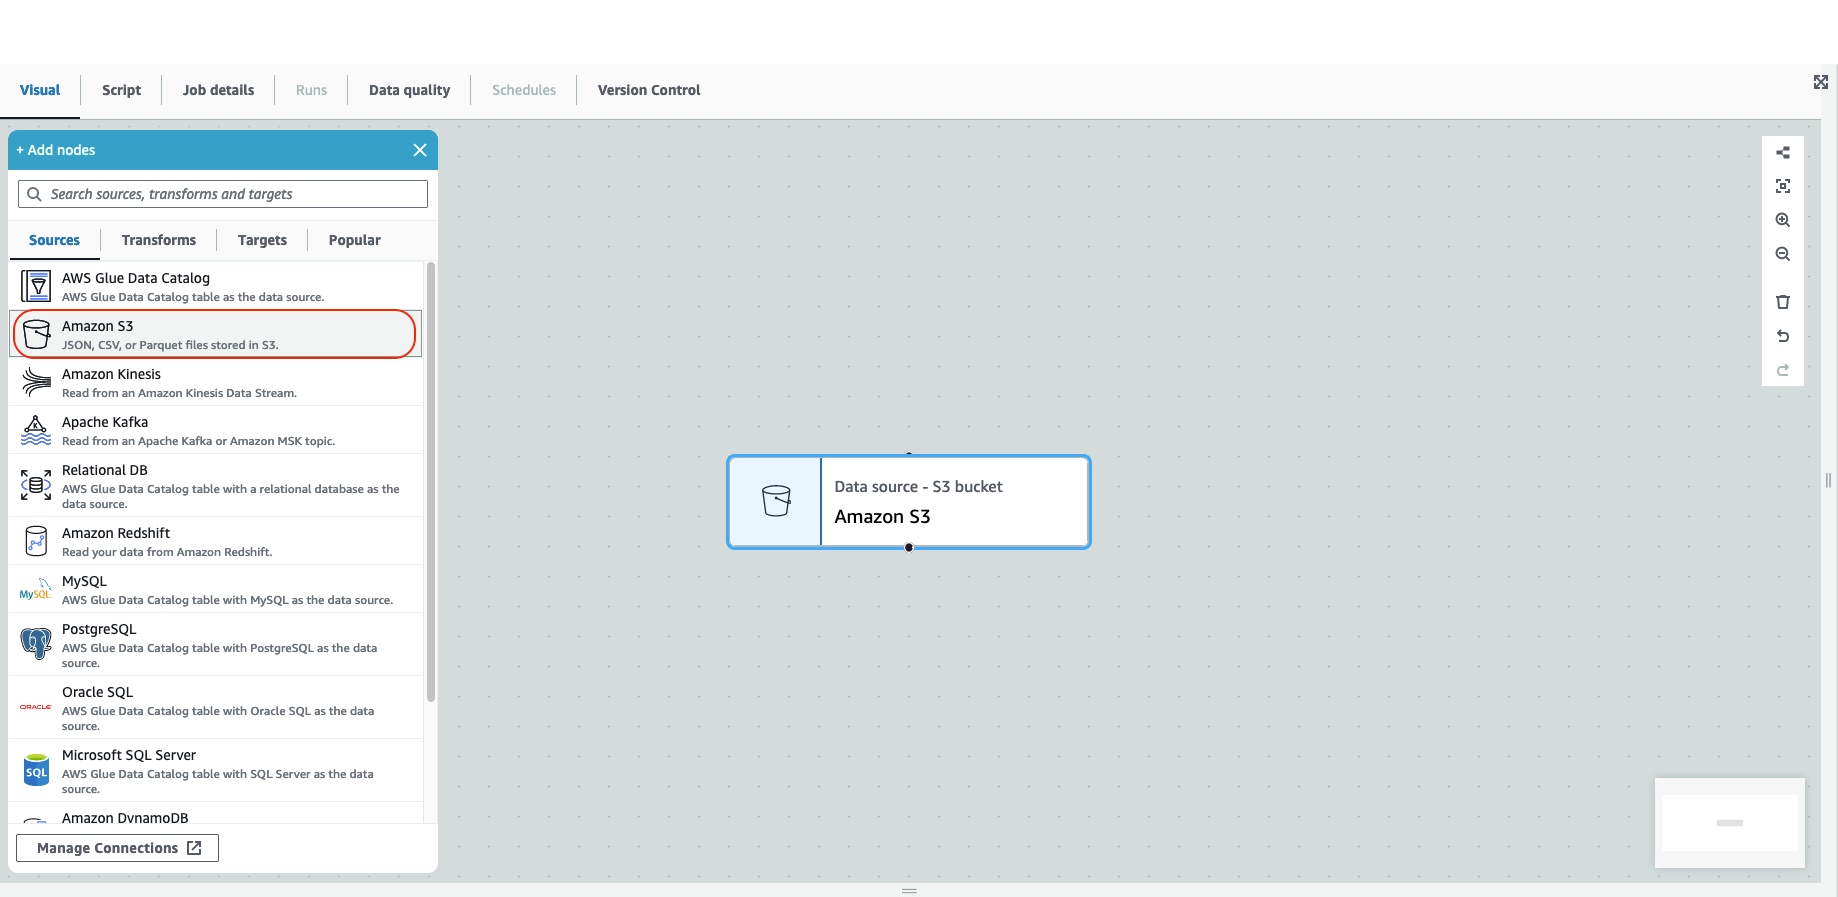 Visual
Script
Job details
Runs
Data quality
Schedules
Version Control
+ Add nodes
Search sources, transforms and targets
Sources
Transforms
Targets
Popular
AWS Glue Data Catalog
AWS Glue Data Catalog table as the data source.
Amazon S3
JSON, CSV, or Parquet files stored in S3.
Amazon Kinesis
Read from an Amazon Kinesis Data Stream.
Apache Kafka
Read from an Apache Kafka or Amazon MSK topic.
Relational DB
AWS Glue Data Catalog table with a relational database as the
data source.
Amazon Redshift
Read your data from Amazon Redshift.
MySQL
MySQL
AWS Glue Data Catalog table with MySQL as the data source.
PostgreSQL
AWS Glue Data Catalog table with PostgreSQL as the data
source.
Oracle SQL
ORACLE
AWS Glue Data Catalog table with Oracle SQL as the data
source.
Microsoft SQL Server
SQL
AWS Glue Data Catalog table with SQL Server as the data
source.
Amazon DynamoDB
Manage Connections
Data source - S3 bucket
Amazon S3